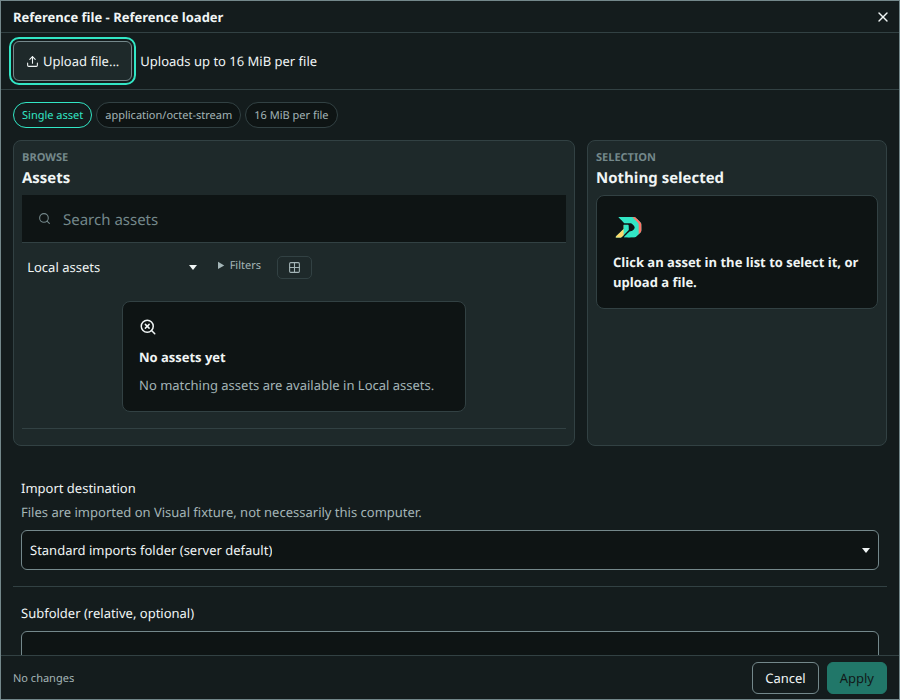 Reference file - Reference loader
Upload file...
Uploads up to 16 MiB per file
Single asset
application/octet-stream
16 MiB per file
BROWSE
Assets
Search assets
Local assets
Filters
No assets yet
No matching assets are available in Local assets.
SELECTION
Nothing selected
Click an asset in the list to select it, or
upload a file.
Import destination
Files are imported on Visual fixture, not necessarily this computer.
Standard imports folder (server default)
Subfolder (relative, optional)
No changes
Cancel
Apply